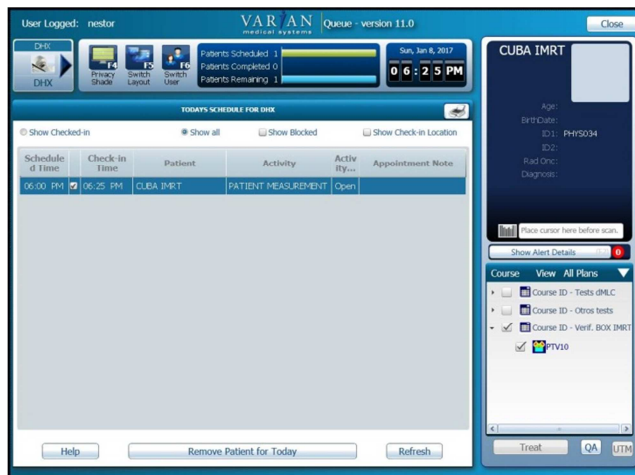 User Logged: nestor
VARIAN
medical systems
Queue - version 11.0
Close
DHX
DHX
F4
Privacy
Shade
F5
Switch
Layout
F6
Switch
User
Patients Scheduled 1
Patients Completed 0
Patients Remaining 1
Sun, Jan 8, 2017
06:25 PM
TODAYS SCHEDULE FOR DHX
Show Checked-in
Show all
Show Blocked
Show Check-in Location
Schedule
d Time
Check-in
Time
Patient
Activity
Activ
ity...
Appointment Note
06:00 PM 06:25 PM CUBA IMRT PATIENT MEASUREMENT Open
Help
Remove Patient for Today
Refresh
CUBA IMRT
Age:
BirthDate:
ID1: PHYS034
ID2:
Rad Onc:
Diagnosis:
Place cursor here before scan.
Show Alert Details
0
Course View All Plans
Course ID - Tests dMLC
Course ID - Otros tests
Course ID - Verif. BOX IMRT
PTV10
Treat
QA
UTM